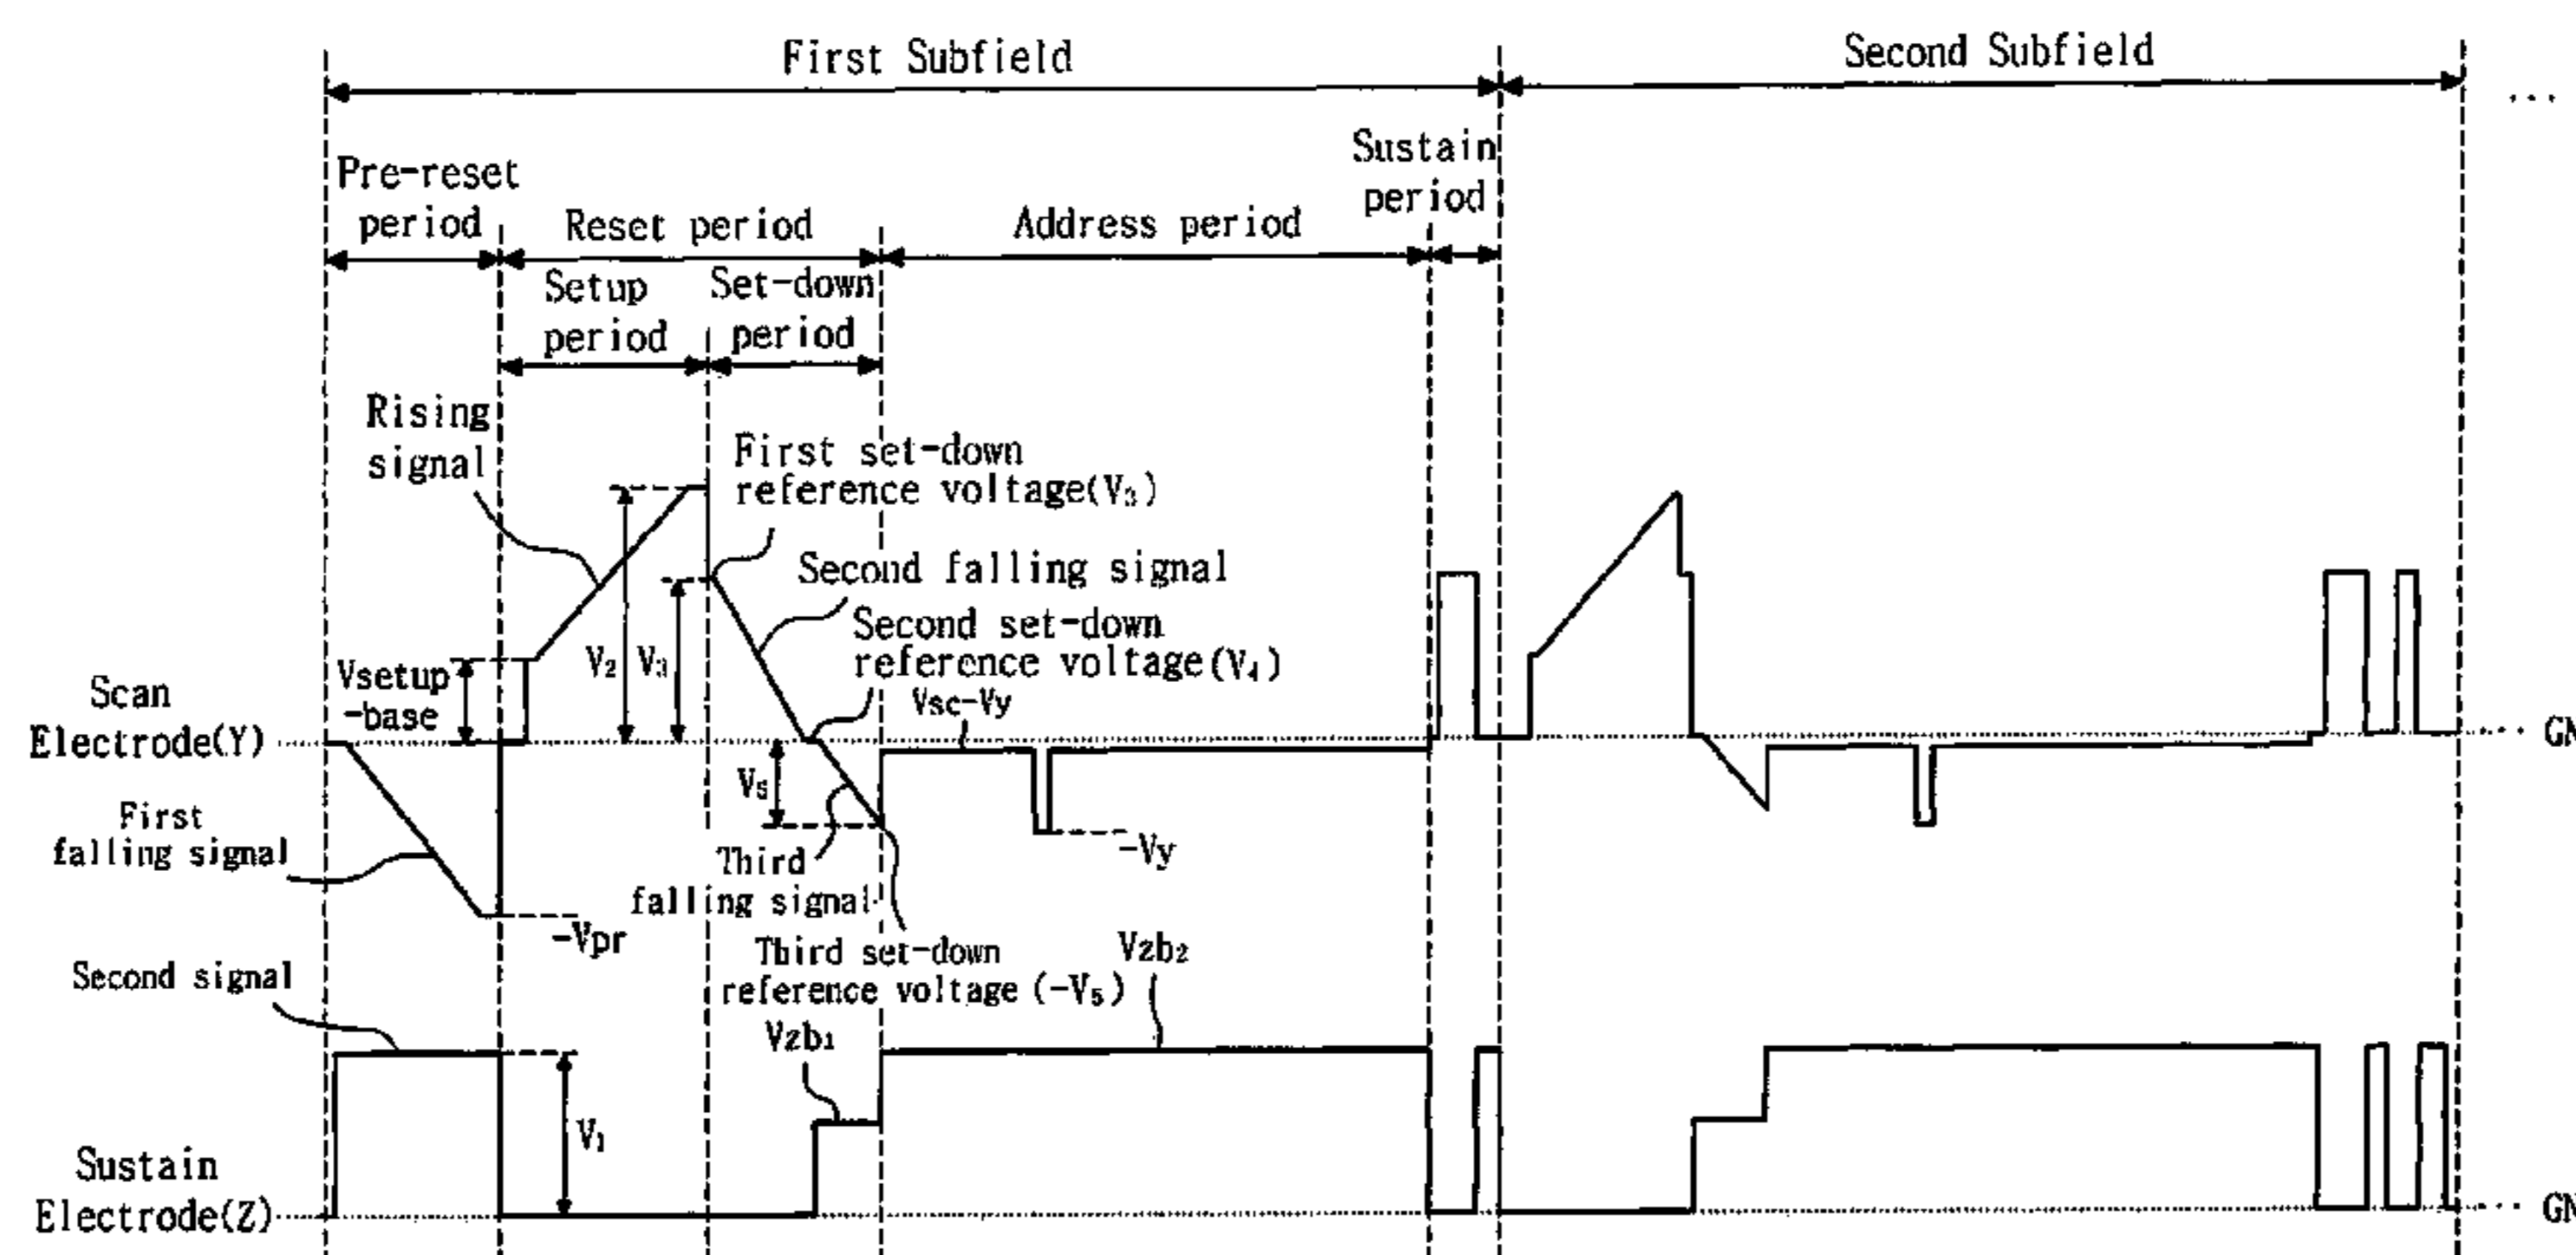 First Subfield
Second Subfield
...
Pre-reset
period
Reset period
Address period
Sustain
period
Setup
period
Set-down
period
Rising
signal
First set-down
reference voltage(V₃)
Second falling signal
Second set-down
reference voltage(V₄)
Vsc-Vy
Vsetup
-base
V₂
V₃
Scan
Electrode(Y)
GN
V₅
First
falling signal
Third
falling signal
-Vy
-Vpr
Third set-down
reference voltage (-V₅)
Vzb₂
Second signal
Vzb₁
V₁
Sustain
Electrode(Z)
GN